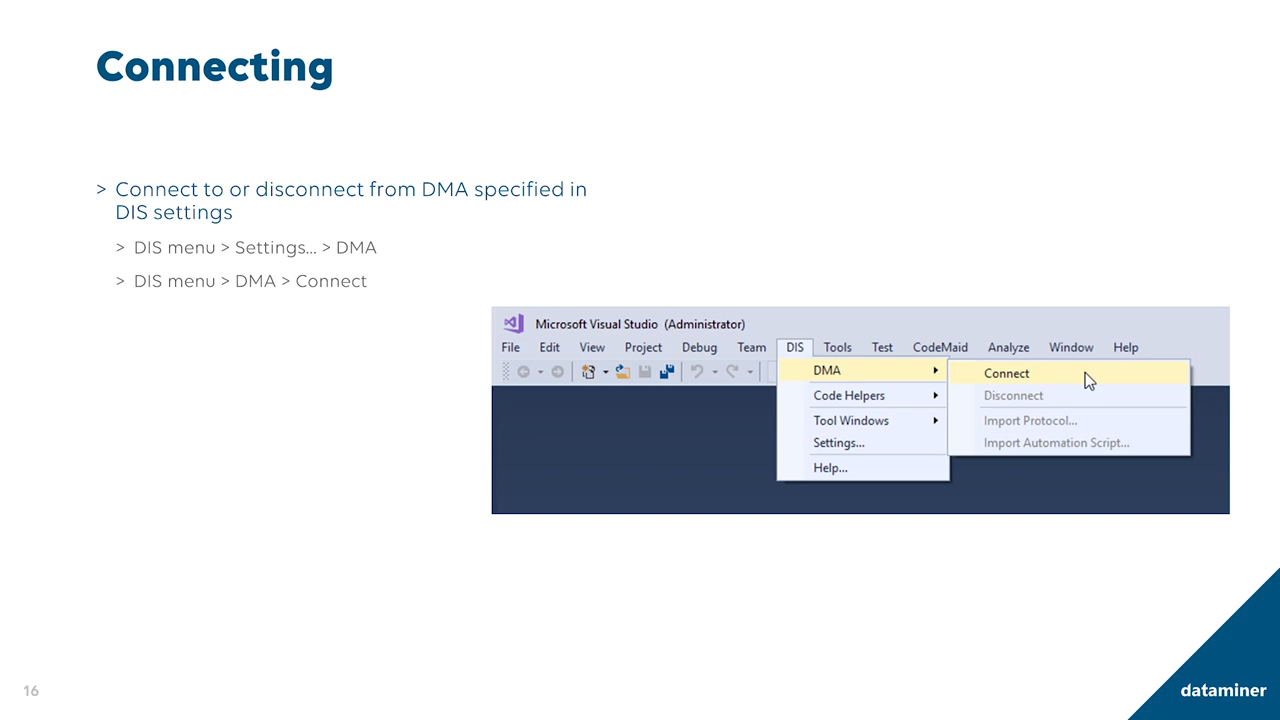 Connecting
> Connect to or disconnect from DMA specified in
DIS settings
> DIS menu > Settings... > DMA
> DIS menu > DMA > Connect
Microsoft Visual Studio (Administrator)
File Edit View Project Debug Team DIS Tools Test CodeMaid Analyze Window Help
DMA
Code Helpers
Tool Windows
Settings...
Help...
Connect
Disconnect
Import Protocol...
Import Automation Script...
16
dataminer